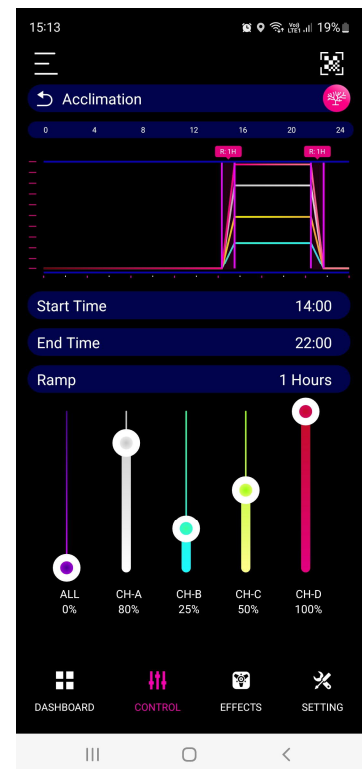 15:13 Vo) LTE1 19%
Acclimation
0 4 8 12 16 20 24
R: 1H R: 1H
Start Time 14:00
End Time 22:00
Ramp 1 Hours
ALL CH-A CH-B CH-C CH-D
0% 80% 25% 50% 100%
DASHBOARD CONTROL EFFECTS SETTING